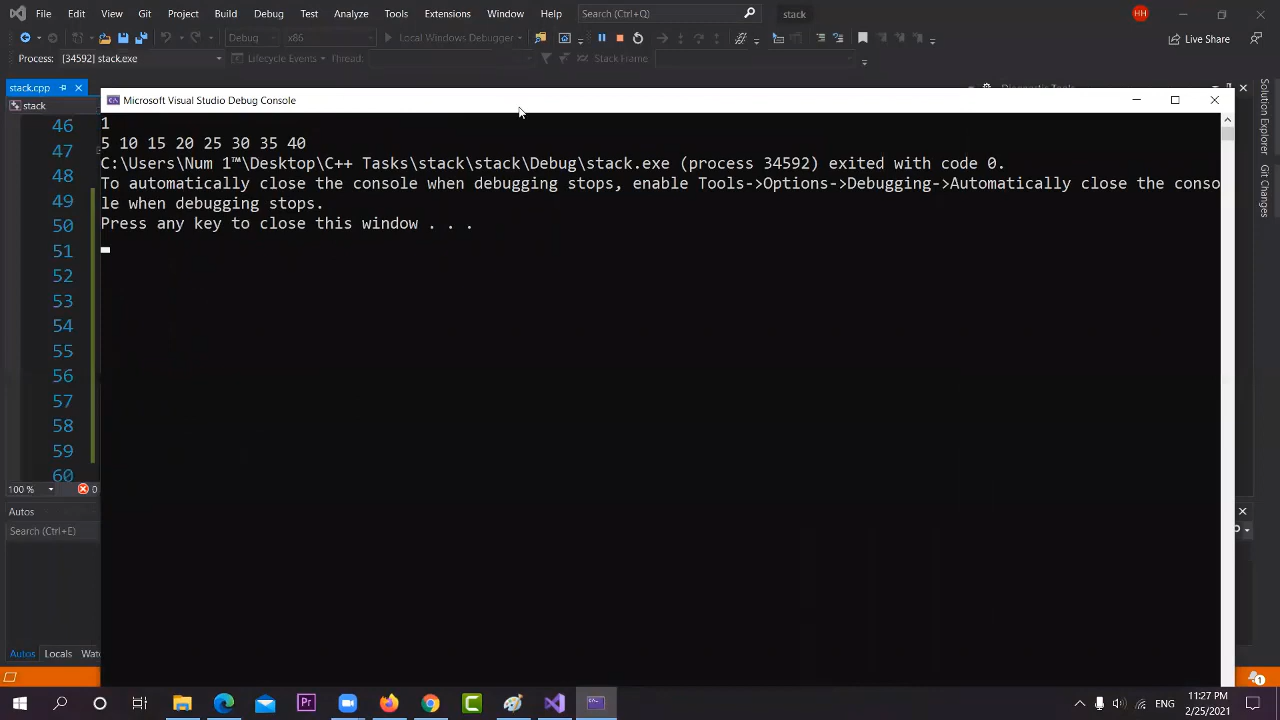 File Edit View Git Project Build Debug Test Analyze Tools Extensions Window Help Search (Ctrl+Q) stack HH
Debug x86 Local Windows Debugger Live Share
Process: [34592] stack.exe Lifecycle Events Thread: Stack Frame
stack.cpp
stack
Microsoft Visual Studio Debug Console
1
5 10 15 20 25 30 35 40
C:\Users\Num 1™\Desktop\C++ Tasks\stack\stack\Debug\stack.exe (process 34592) exited with code 0.
To automatically close the console when debugging stops, enable Tools->Options->Debugging->Automatically close the conso
le when debugging stops.
Press any key to close this window . . .
46
47
48
49
50
51
52
53
54
55
56
57
58
59
60
100 % 0
Autos
Search (Ctrl+E)
Autos Locals
Solution Explorer
Git Changes
1
Pr C ENG
11:27 PM
2/25/2021